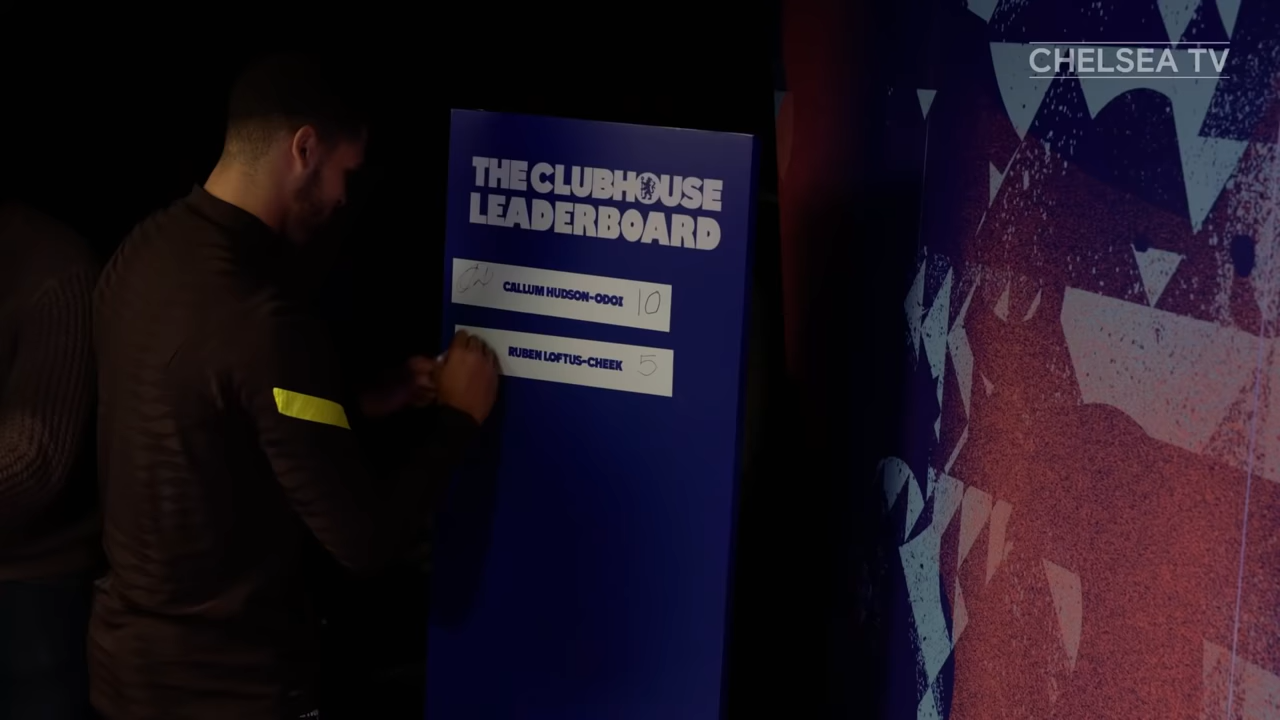 CHELSEA TV
THE CLUBHOUSE
LEADERBOARD
CALLUM HUDSON-ODOI 10
RUBEN LOFTUS-CHEEK 5